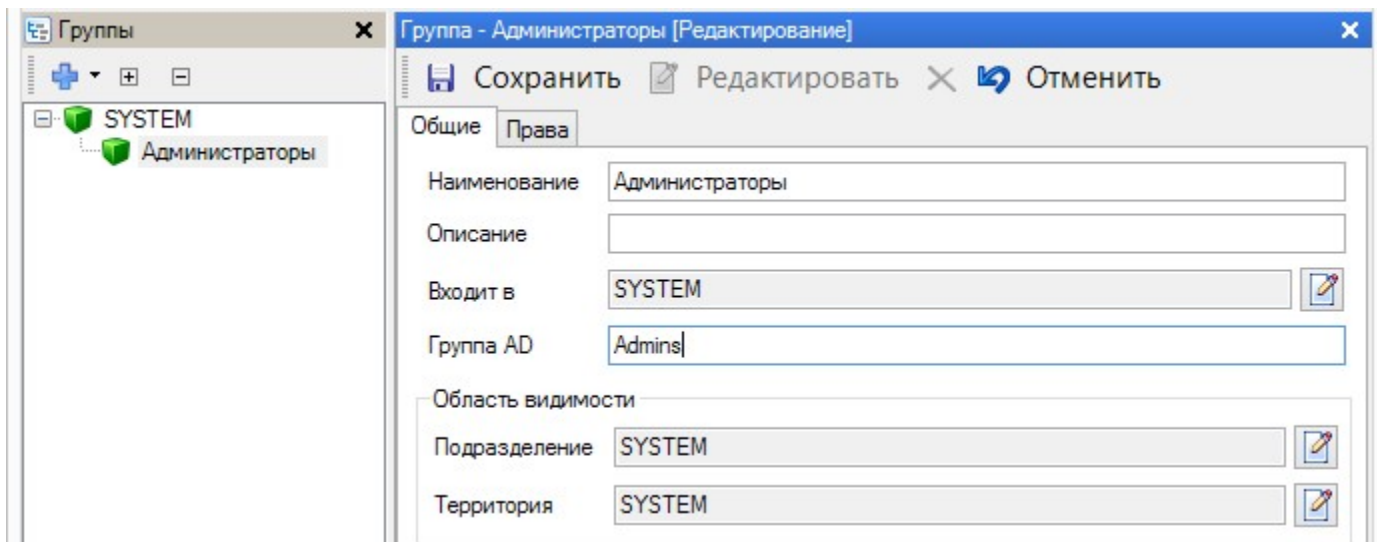 Группы
SYSTEM
Администраторы
Группа - Администраторы [Редактирование]
Сохранить Редактировать Отменить
Общие Права
Наименование Администраторы
Описание
Входит в SYSTEM
Группа AD Admins
Область видимости
Подразделение SYSTEM
Территория SYSTEM